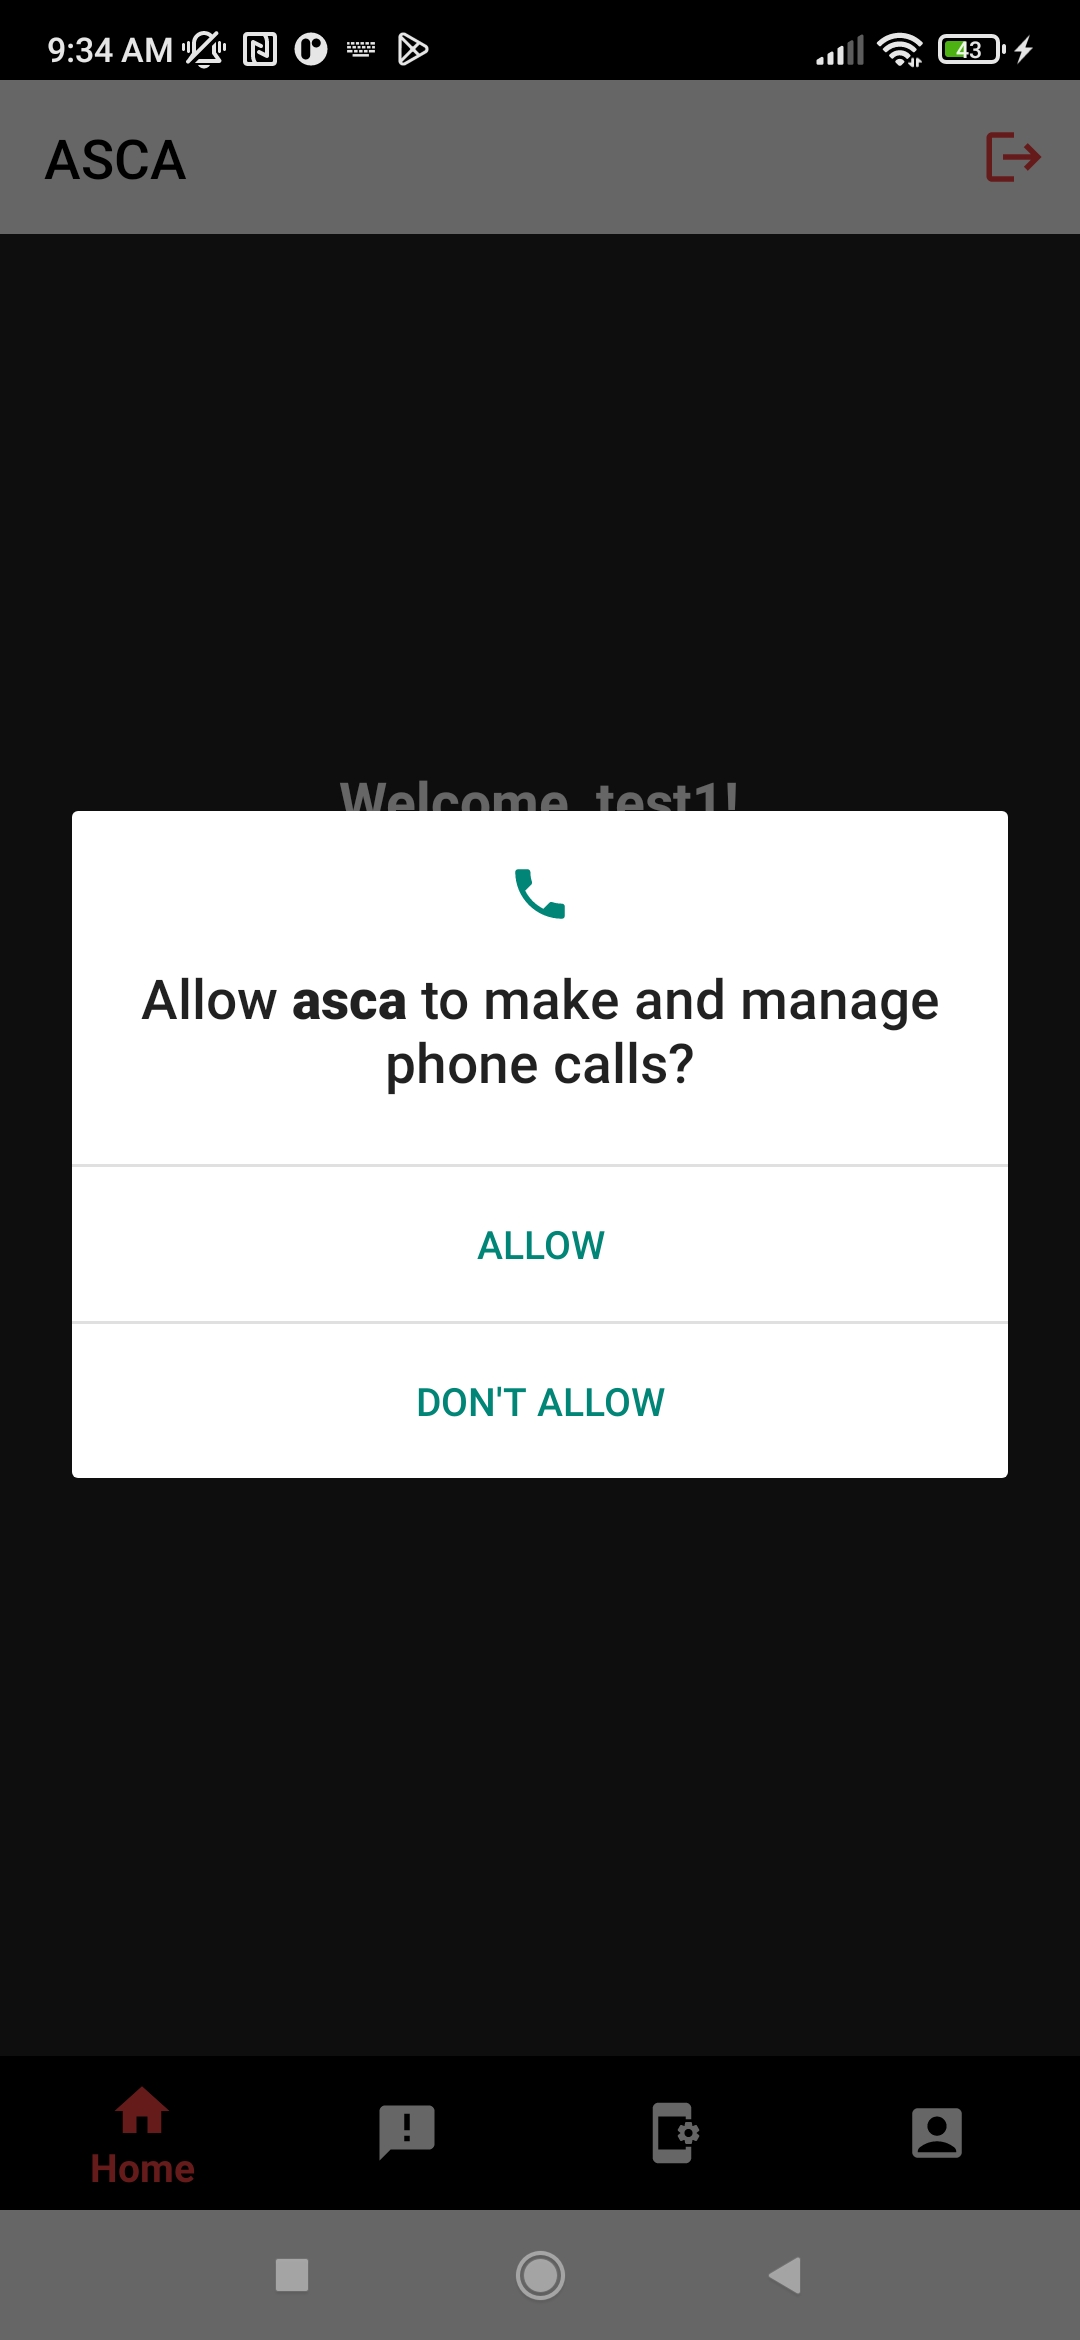 9:34 AM
43
ASCA
Welcome, test1!
Allow asca to make and manage
phone calls?
ALLOW
DON'T ALLOW
Home